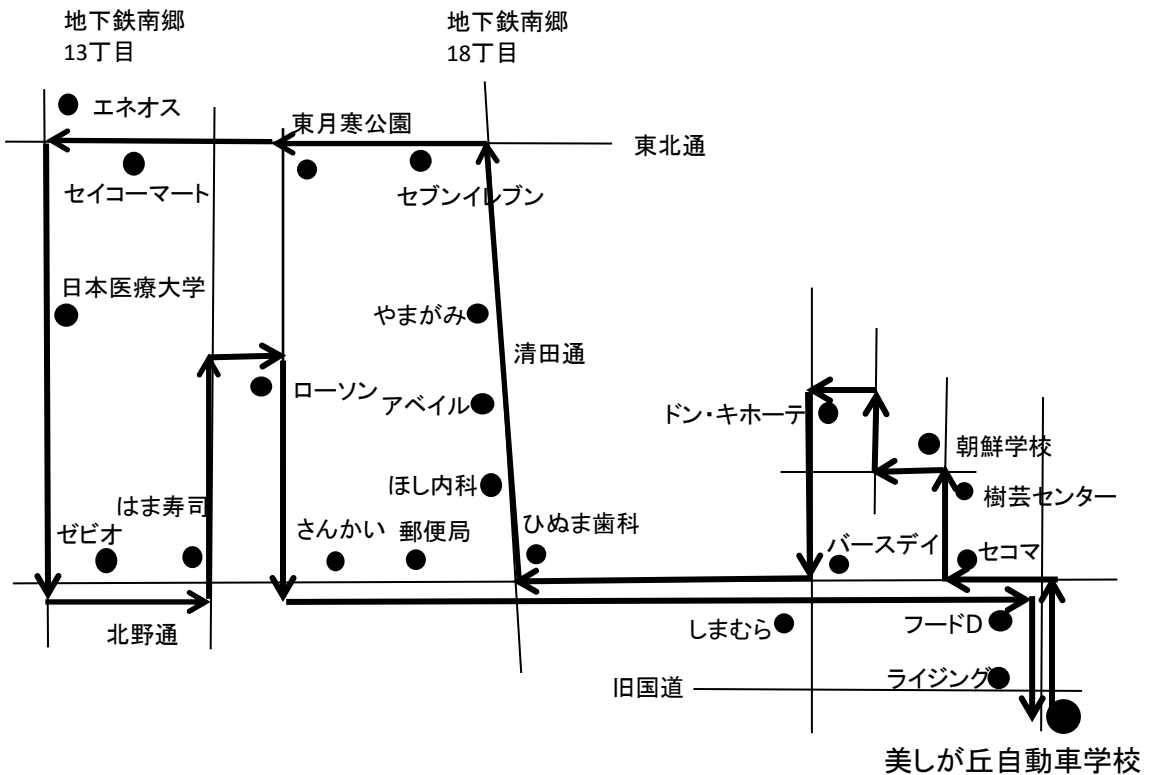 地下鉄南郷
13丁目
地下鉄南郷
18丁目
エネオス
東月寒公園
東北通
セイコーマート
セブンイレブン
日本医療大学
やまがみ
清田通
ローソン
アベイル
ドン・キホーテ
朝鮮学校
ほし内科
樹芸センター
はま寿司
ゼビオ
さんかい
郵便局
ひぬま歯科
バースデイ
セコマ
北野通
しまむら
フードD
ライジング
旧国道
美しが丘自動車学校